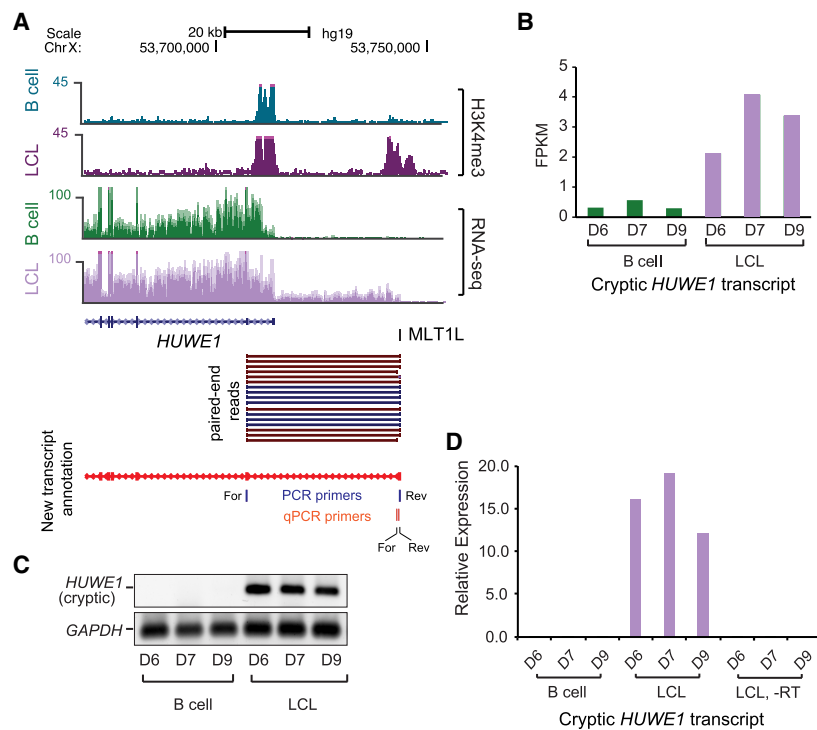 A
Scale
20 kb
hg19
ChrX:
53,700,000
53,750,000
B cell
45
LCL
45
H3K4me3
B cell
100
LCL
100
RNA-seq
HUWE1
MLT1L
paired-end
reads
New transcript
annotation
For
PCR primers
Rev
qPCR primers
For
Rev
B
FPKM
5
4
3
2
1
0
D6
D7
D9
D6
D7
D9
B cell
LCL
Cryptic HUWE1 transcript
C
HUWE1
(cryptic)
GAPDH
D6
D7
D9
D6
D7
D9
B cell
LCL
D
Relative Expression
20.0
15.0
10.0
5.0
0.0
D6
D7
D9
D6
D7
D9
D6
D7
D9
B cell
LCL
LCL, -RT
Cryptic HUWE1 transcript